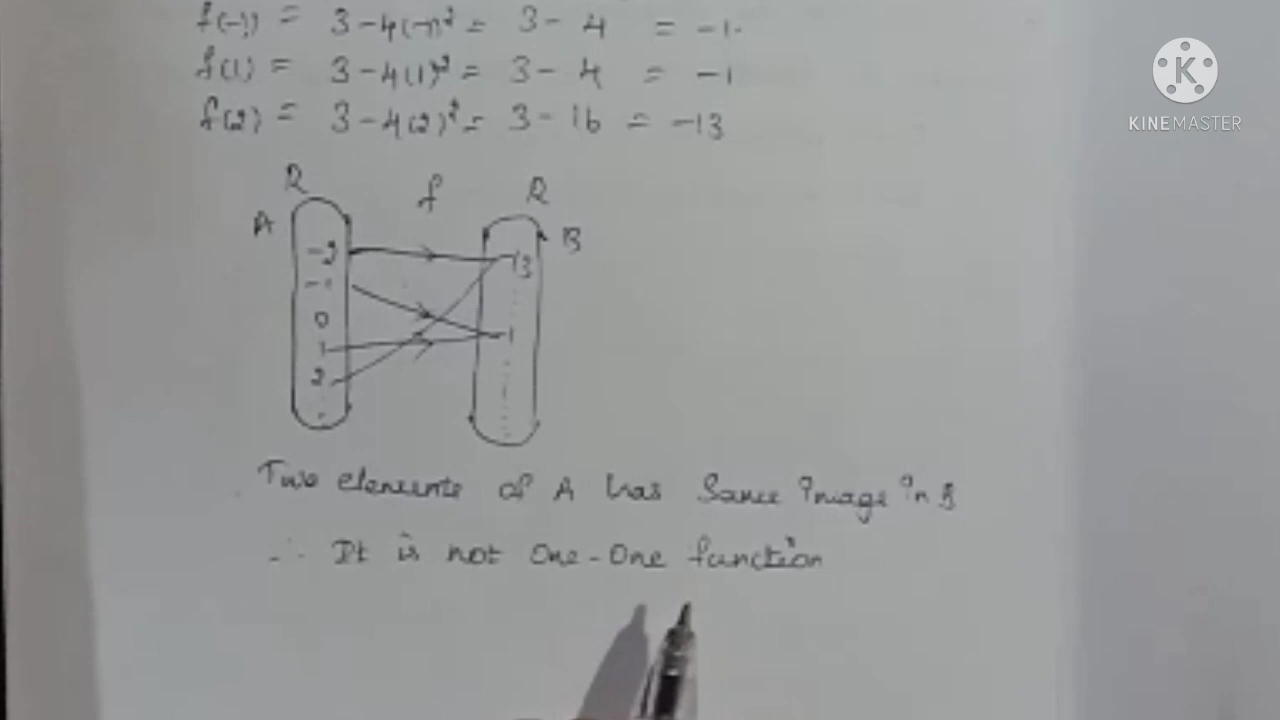 f(-1) = 3-4(-1)² = 3-4 = -1.
f(1) = 3-4(1)² = 3-4 = -1
f(2) = 3-4(2)² = 3-16 = -13
KINEMASTER
R f R
A B
-2 -13
-1
0
1 -1
2
Two elements of A has same image in B
∴ It is not one-one function